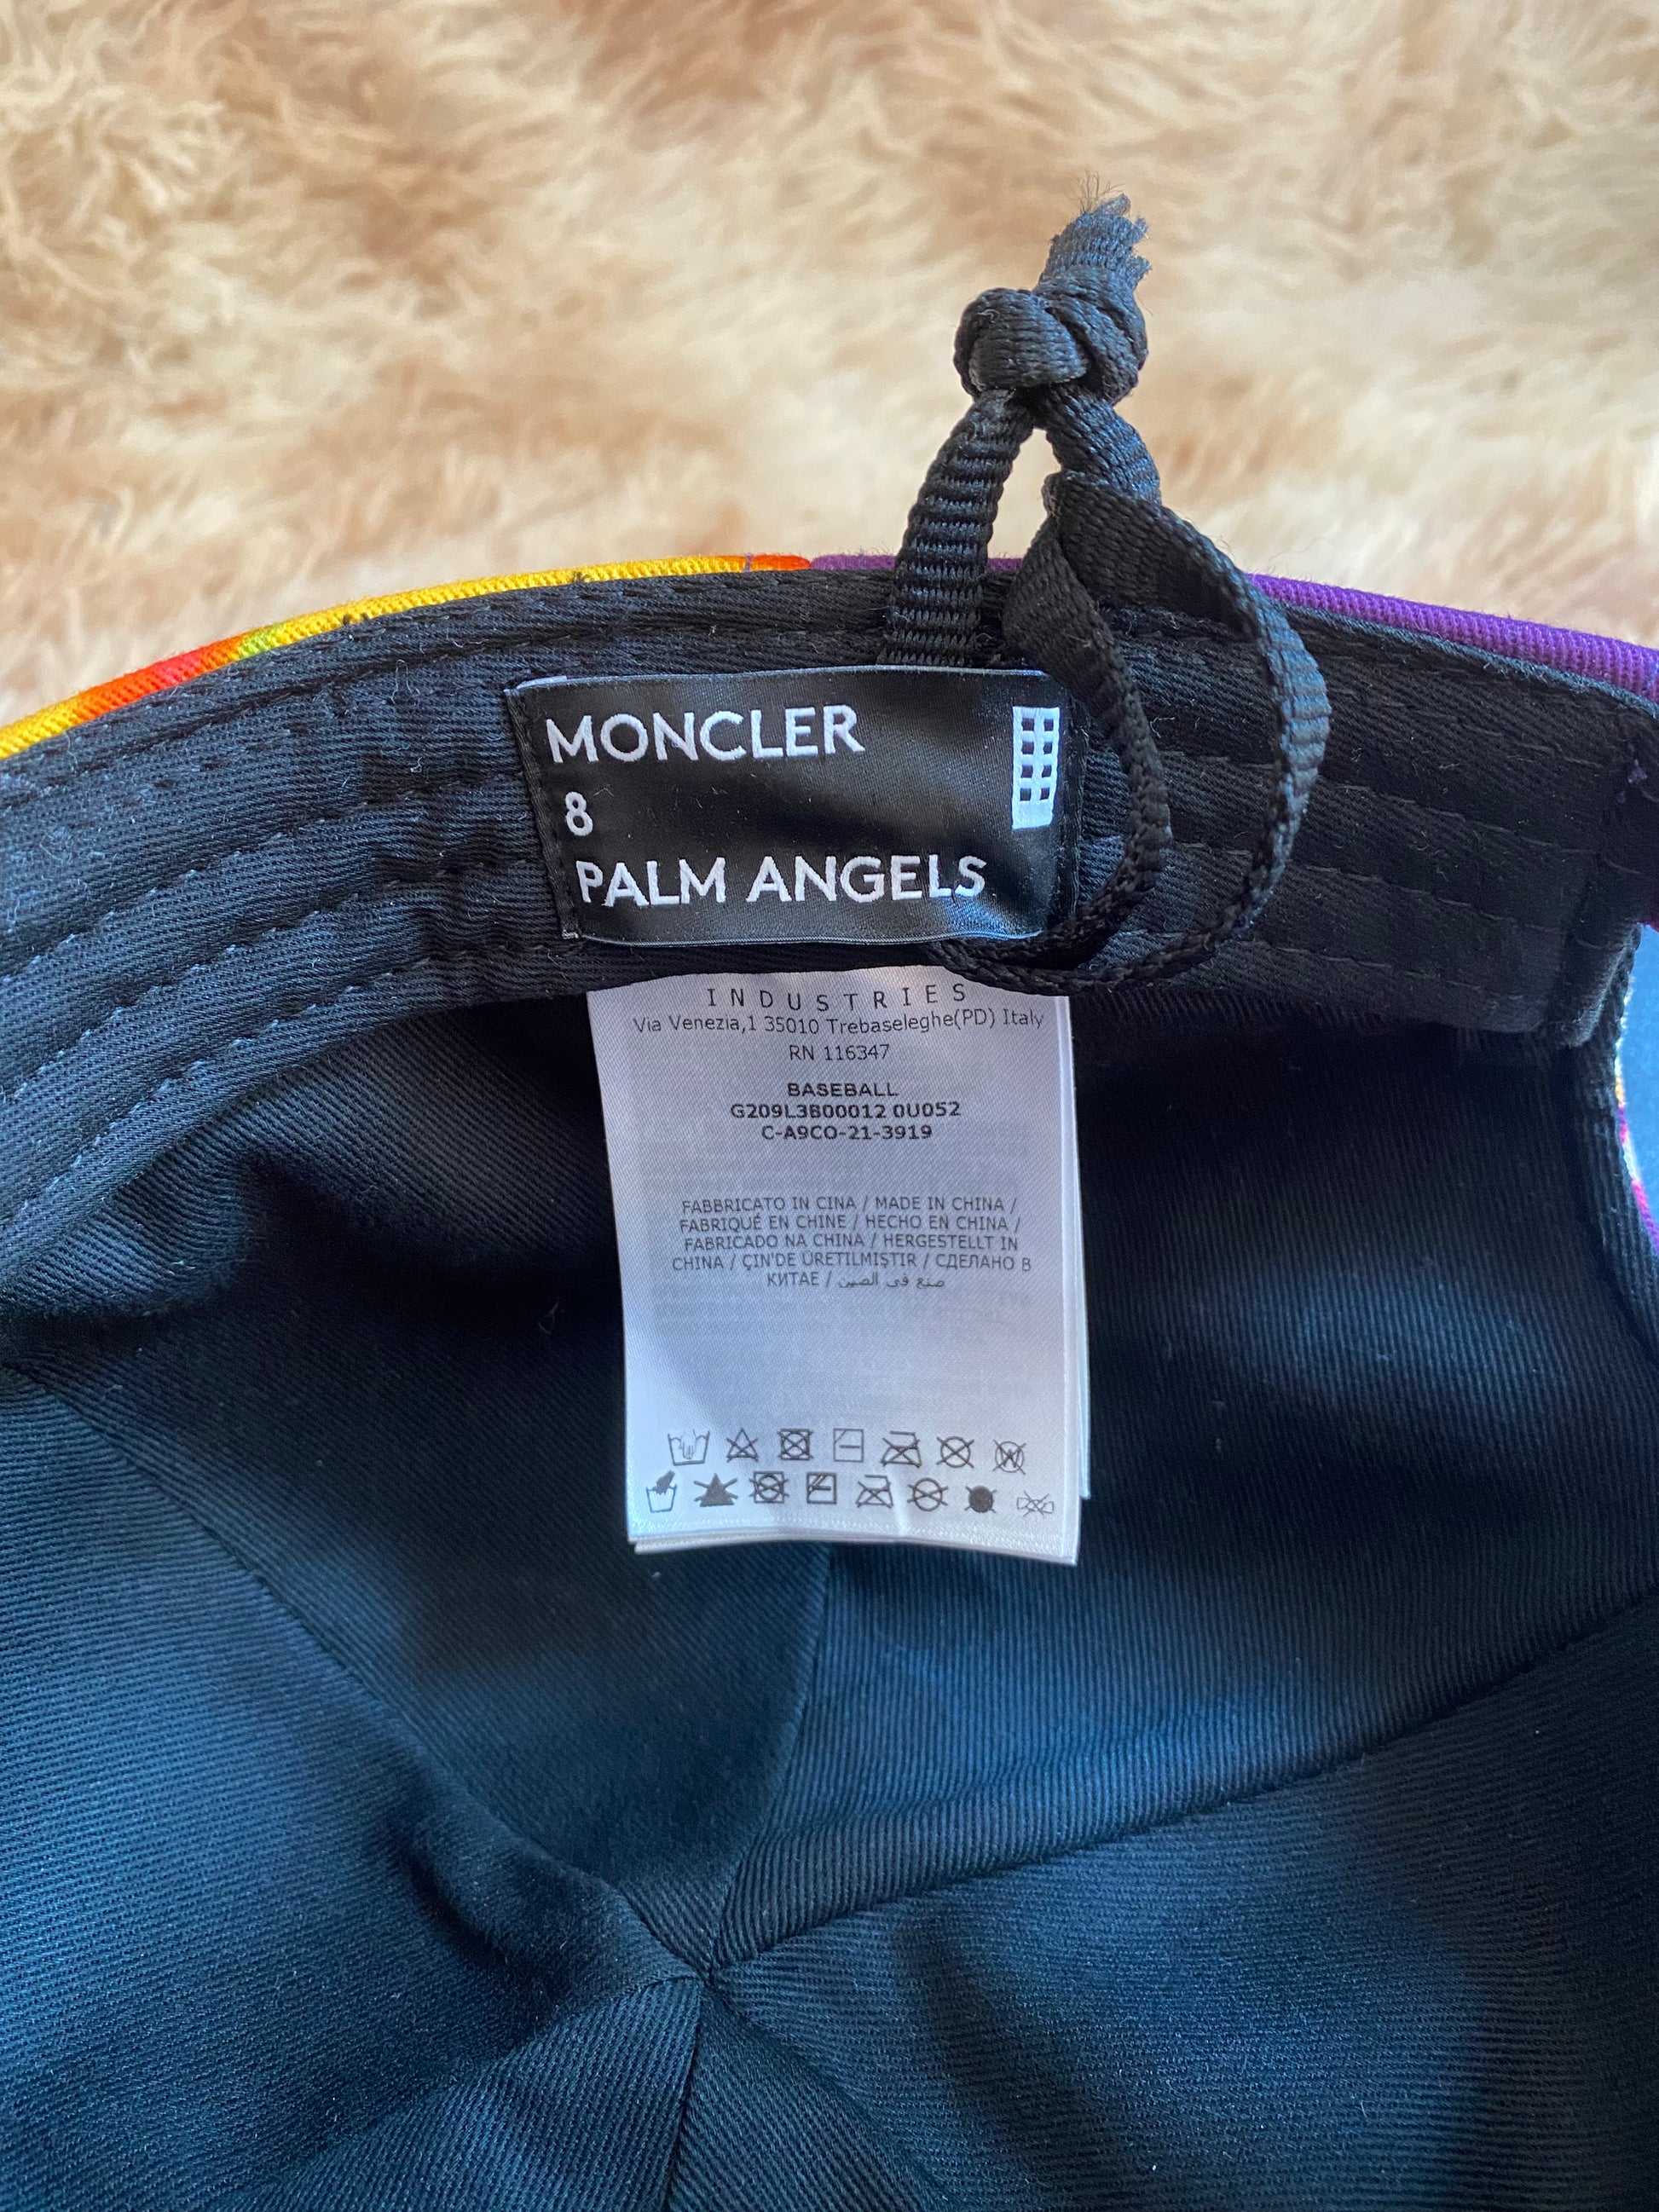 MONCLER
8
PALM ANGELS
INDUSTRIES
Via Venezia,1 35010 Trebaseleghe(PD) Italy
RN 116347
BASEBALL
G209L3B00012 0U052
C-A9CO-21-3919
FABBRICATO IN CINA / MADE IN CHINA /
FABRIQUÉ EN CHINE / HECHO EN CHINA /
FABRICADO NA CHINA / HERGESTELLT IN
CHINA / ÇIN'DE ÜRETILMIŞTIR / СДЕЛАНО В
КИТАЕ / صنع في الصين
W